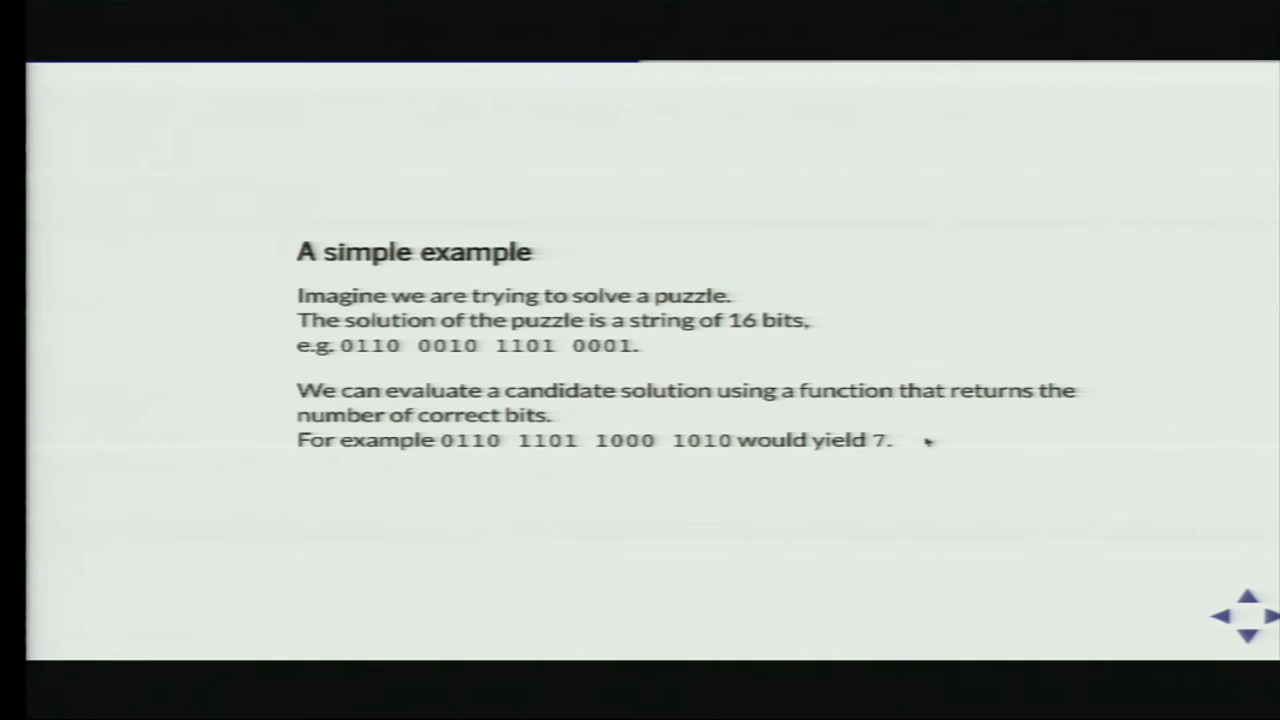 A simple example
Imagine we are trying to solve a puzzle.
The solution of the puzzle is a string of 16 bits,
e.g. 0110 0010 1101 0001.
We can evaluate a candidate solution using a function that returns the
number of correct bits.
For example 0110 1101 1000 1010 would yield 7.